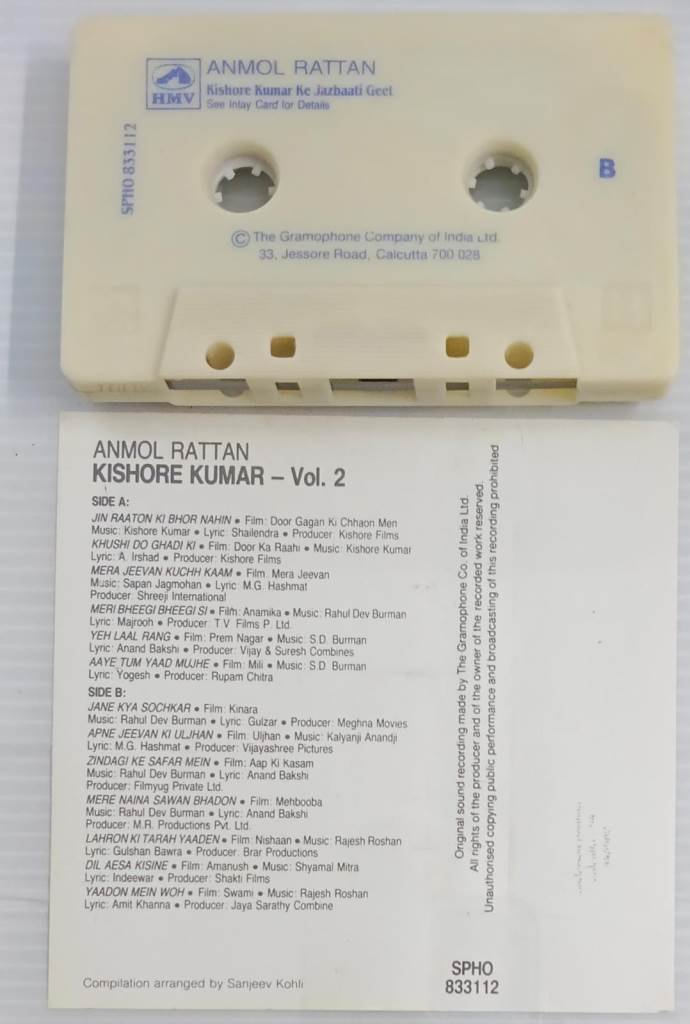 HMV
ANMOL RATTAN
Kishore Kumar Ke Jazbaati Geet
See Inlay Card for Details
SPHO 833112
B
© The Gramophone Company of India Ltd.
33, Jessore Road, Calcutta 700 028
ANMOL RATTAN
KISHORE KUMAR – Vol. 2
SIDE A:
JIN RAATON KI BHOR NAHIN • Film: Door Gagan Ki Chhaon Men
Music: Kishore Kumar • Lyric: Shailendra • Producer: Kishore Films
KHUSHI DO GHADI KI • Film: Door Ka Raahi • Music: Kishore Kumar
Lyric: A. Irshad • Producer: Kishore Films
MERA JEEVAN KUCHH KAAM • Film: Mera Jeevan
Music: Sapan Jagmohan • Lyric: M.G. Hashmat
Producer: Shreeji International
MERI BHEEGI BHEEGI SI • Film: Anamika • Music: Rahul Dev Burman
Lyric: Majrooh • Producer: T.V. Films P. Ltd.
YEH LAAL RANG • Film: Prem Nagar • Music: S.D. Burman
Lyric: Anand Bakshi • Producer: Vijay & Suresh Combines
AAYE TUM YAAD MUJHE • Film: Mili • Music: S.D. Burman
Lyric: Yogesh • Producer: Rupam Chitra
SIDE B:
JANE KYA SOCHKAR • Film: Kinara
Music: Rahul Dev Burman • Lyric: Gulzar • Producer: Meghna Movies
APNE JEEVAN KI ULJHAN • Film: Uljhan • Music: Kalyanji Anandji
Lyric: M.G. Hashmat • Producer: Vijayashree Pictures
ZINDAGI KE SAFAR MEIN • Film: Aap Ki Kasam
Music: Rahul Dev Burman • Lyric: Anand Bakshi
Producer: Filmyug Private Ltd.
MERE NAINA SAWAN BHADON • Film: Mehbooba
Music: Rahul Dev Burman • Lyric: Anand Bakshi
Producer: M.R. Productions Pvt. Ltd.
LAHRON KI TARAH YAADEN • Film: Nishaan • Music: Rajesh Roshan
Lyric: Gulshan Bawra • Producer: Brar Productions
DIL AESA KISINE • Film: Amanush • Music: Shyamal Mitra
Lyric: Indeewar • Producer: Shakti Films
YAADON MEIN WOH • Film: Swami • Music: Rajesh Roshan
Lyric: Amit Khanna • Producer: Jaya Sarathy Combine
Compilation arranged by Sanjeev Kohli
Original sound recording made by The Gramophone Co. of India Ltd.
All rights of the producer and of the owner of the recorded work reserved.
Unauthorised copying public performance and broadcasting of this recording prohibited
SPHO
833112